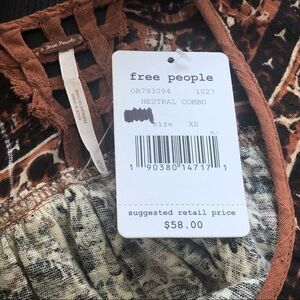 free people
OB793094 1027
NEUTRAL COMBO
size XS
1 90380 14717 1
suggested retail price
$58.00